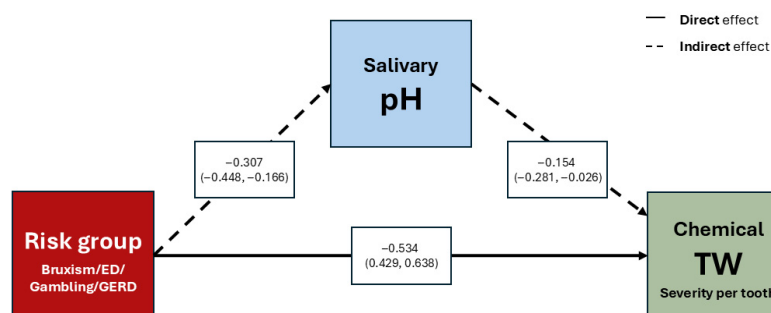 Direct effect
Indirect effect
Salivary
pH
−0.307
(−0.448, −0.166)
−0.154
(−0.281, −0.026)
Risk group
Bruxism/ED/
Gambling/GERD
−0.534
(0.429, 0.638)
Chemical
TW
Severity per tooth